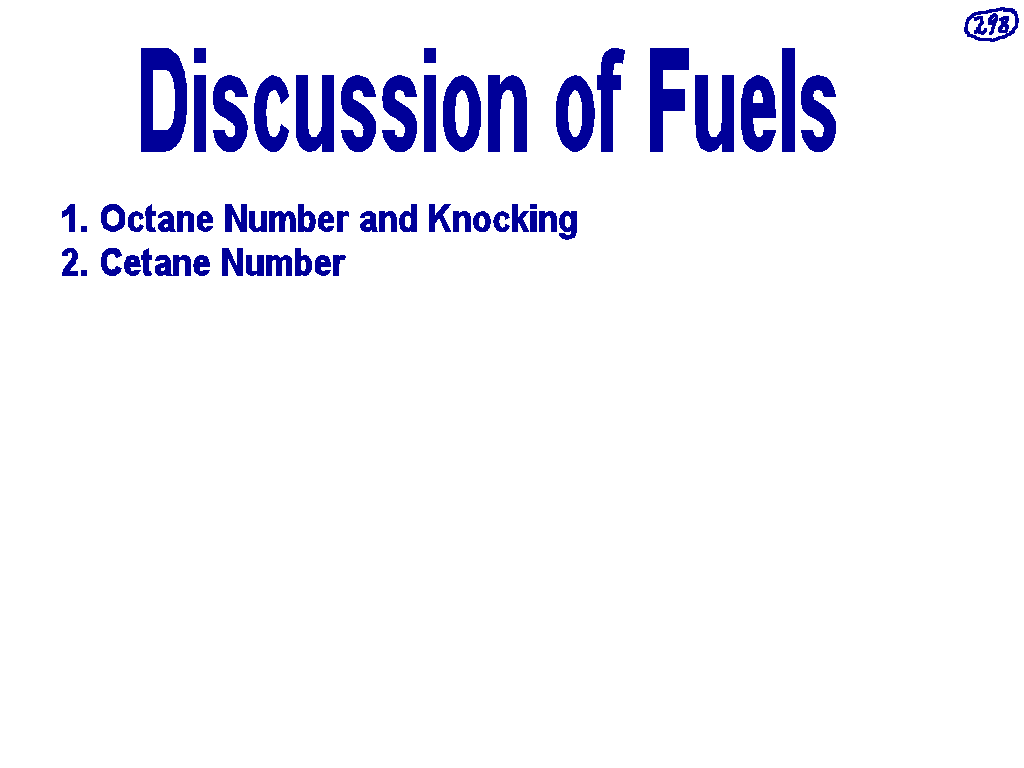 298
Discussion of Fuels
1. Octane Number and Knocking
2. Cetane Number